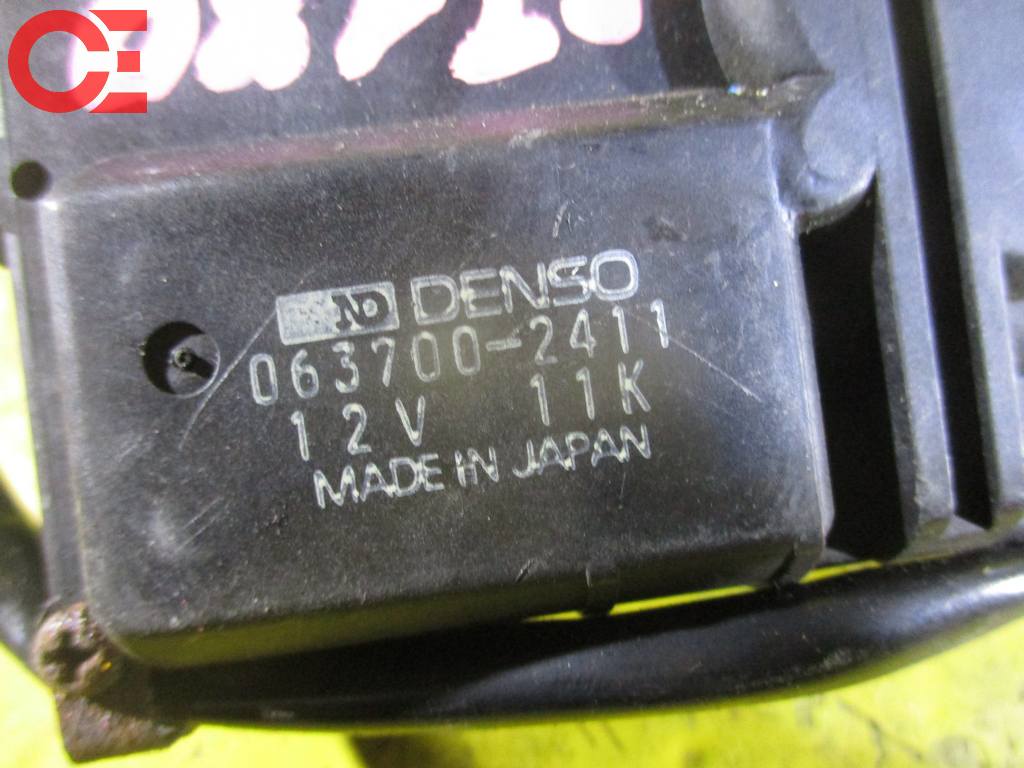 CE
ND DENSO
063700-2411
12V 11K
MADE IN JAPAN